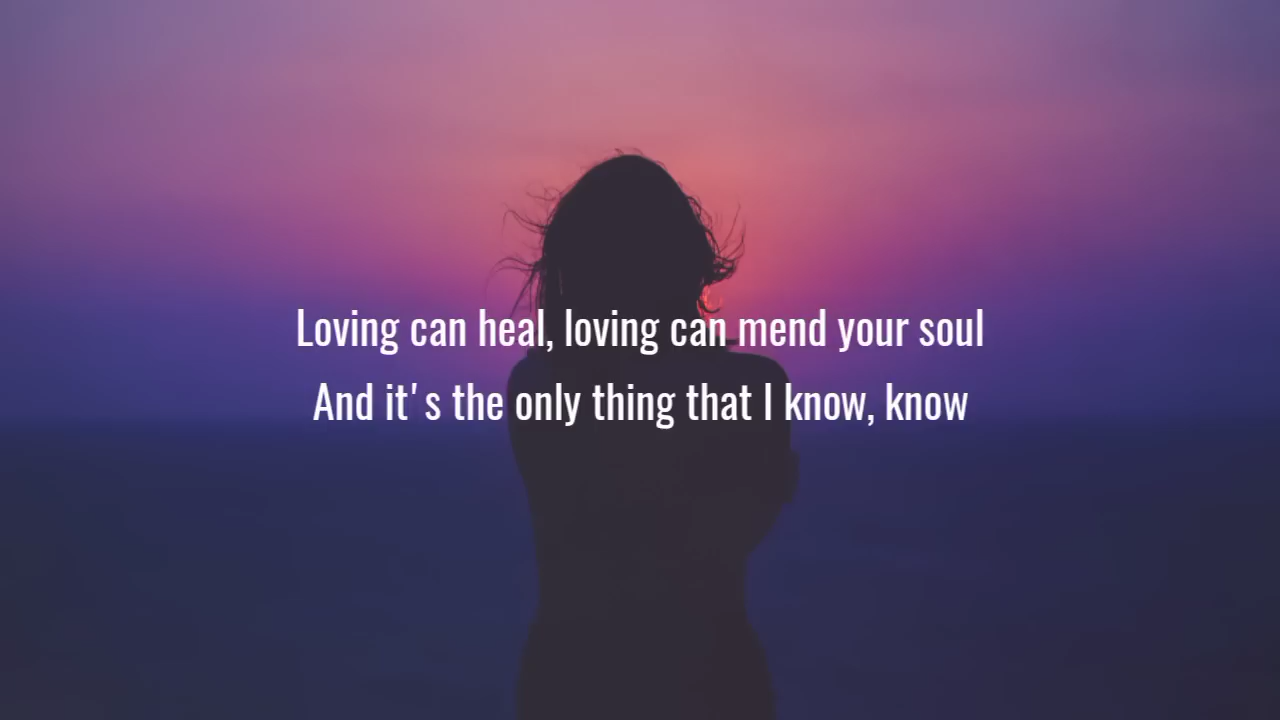 Loving can heal, loving can mend your soul
And it's the only thing that I know, know